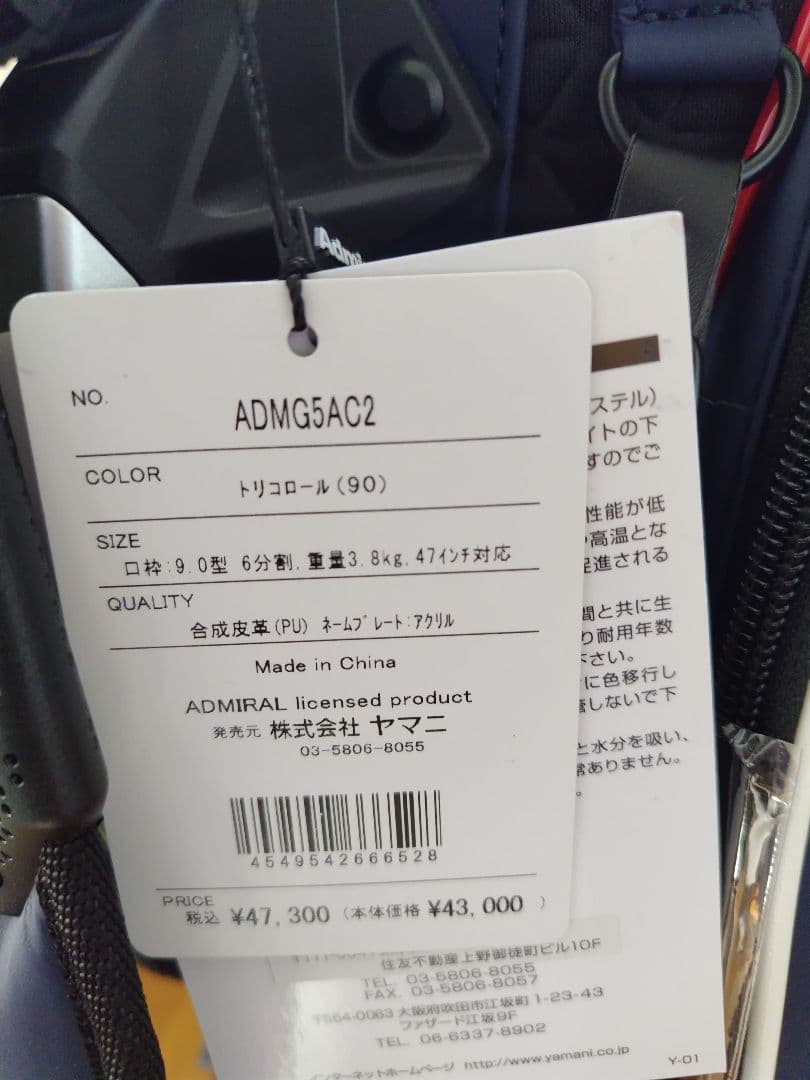 Admi
NO.
ADMG5AC2
COLOR
トリコロール(90)
SIZE
口枠:9.0型 6分割,重量3.8kg,47インチ対応
QUALITY
合成皮革(PU) ネームプレート:アクリル
Made in China
ADMIRAL licensed product
発売元 株式会社 ヤマニ
03-5806-8055
4549542666528
PRICE
税込 ¥47,300 (本体価格 ¥43,000 )
ステル)
イトの下
すのでご
性能が低
高温とな
促進される
間と共に生
り耐用年数
下さい。
に色移行し
管しないで下
と水分を吸い、
常ありません。
住友不動産上野御徒町ビル10F
TEL. 03-5806-8055
FAX. 03-5806-8057
〒564-0063 大阪府吹田市江坂町1-23-43
ファザード江坂9F
TEL. 06-6337-8902
インターネットホームページ http://www.yamani.co.jp
Y-01